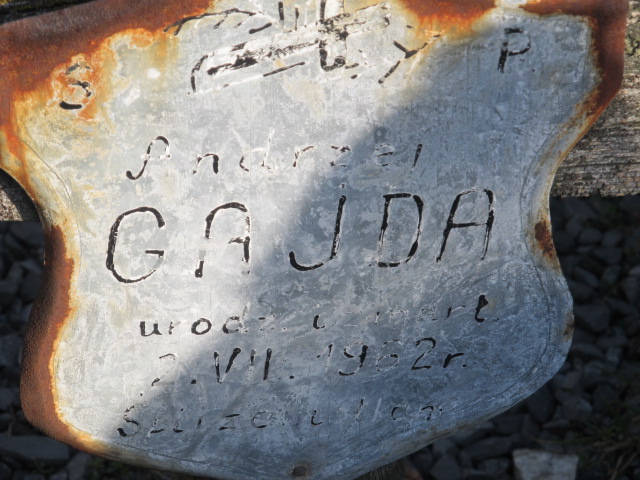 Ś P.
Andrzej
GAJDA
urodz. i zmarł
2.VII.1962r.